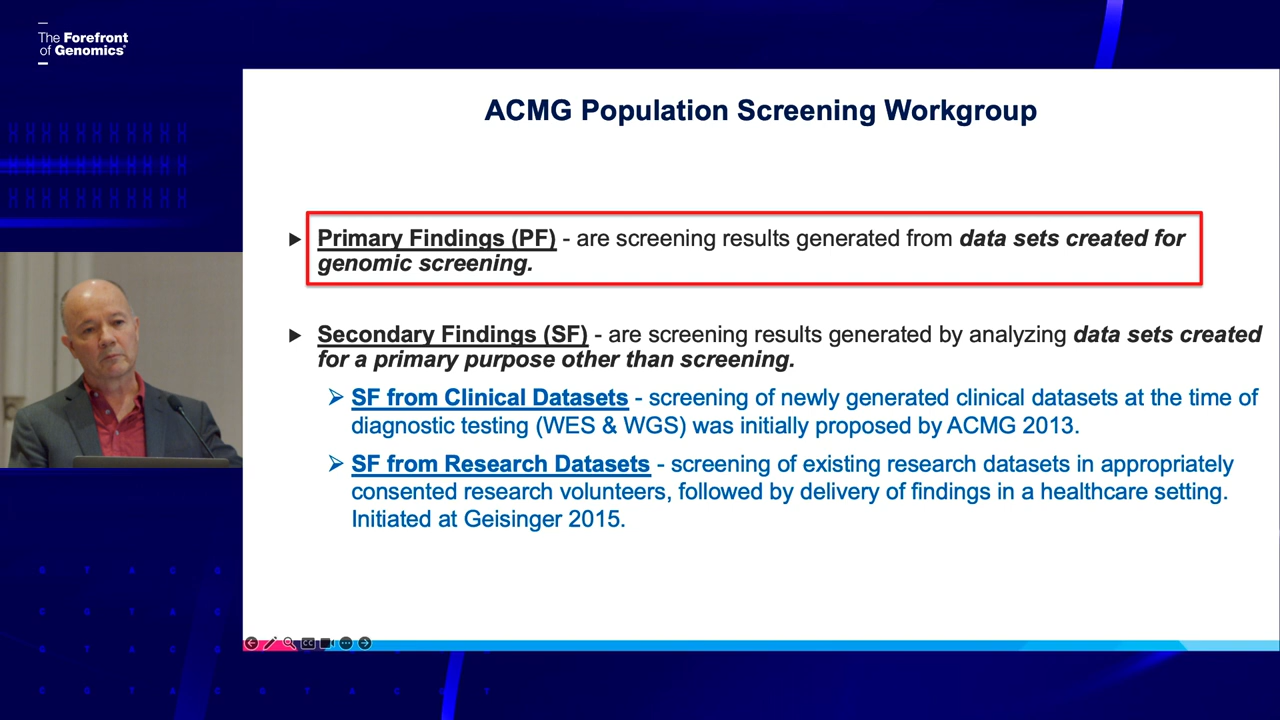 The Forefront
of Genomics
ACMG Population Screening Workgroup
Primary Findings (PF) - are screening results generated from data sets created for
genomic screening.
Secondary Findings (SF) - are screening results generated by analyzing data sets created
for a primary purpose other than screening.
SF from Clinical Datasets - screening of newly generated clinical datasets at the time of
diagnostic testing (WES & WGS) was initially proposed by ACMG 2013.
SF from Research Datasets - screening of existing research datasets in appropriately
consented research volunteers, followed by delivery of findings in a healthcare setting.
Initiated at Geisinger 2015.